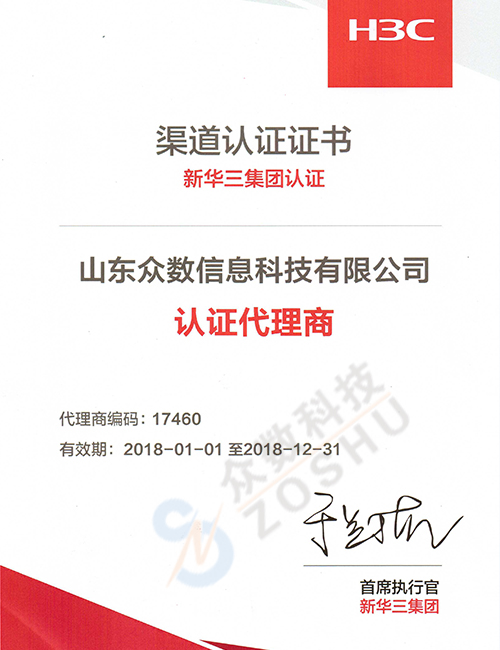 H3C
渠道认证证书
新华三集团认证
山东众数信息科技有限公司
认证代理商
代理商编码：17460
有效期：2018-01-01 至2018-12-31
众数科技
ZOSHU
首席执行官
新华三集团